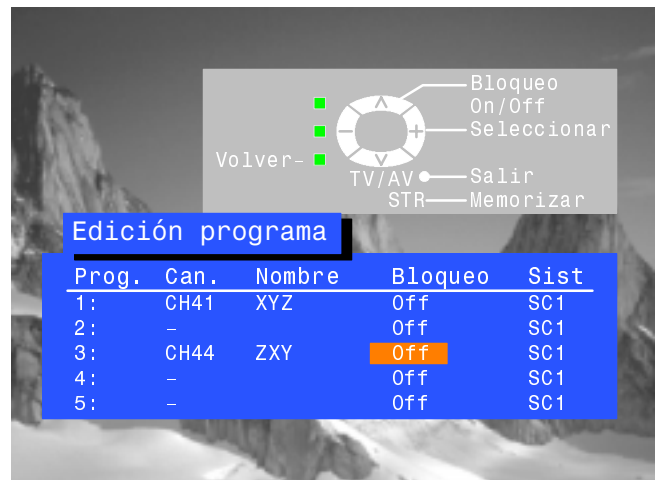 Bloqueo
On/Off
Seleccionar
Volver-
TV/AV Salir
STR Memorizar
Edición programa
Prog. Can. Nombre Bloqueo Sist
1: CH41 XYZ Off SC1
2: - Off SC1
3: CH44 ZXY Off SC1
4: - Off SC1
5: - Off SC1